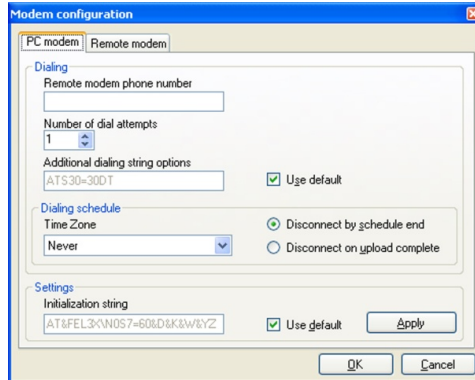 Modem configuration
PC modem
Remote modem
Dialing
Remote modem phone number
Number of dial attempts
1
Additional dialing string options
ATS30=30DT
Use default
Dialing schedule
Time Zone
Never
Disconnect by schedule end
Disconnect on upload complete
Settings
Initialization string
AT&FEL3X\N0S7=60&D&K&W&YZ
Use default
Apply
OK
Cancel